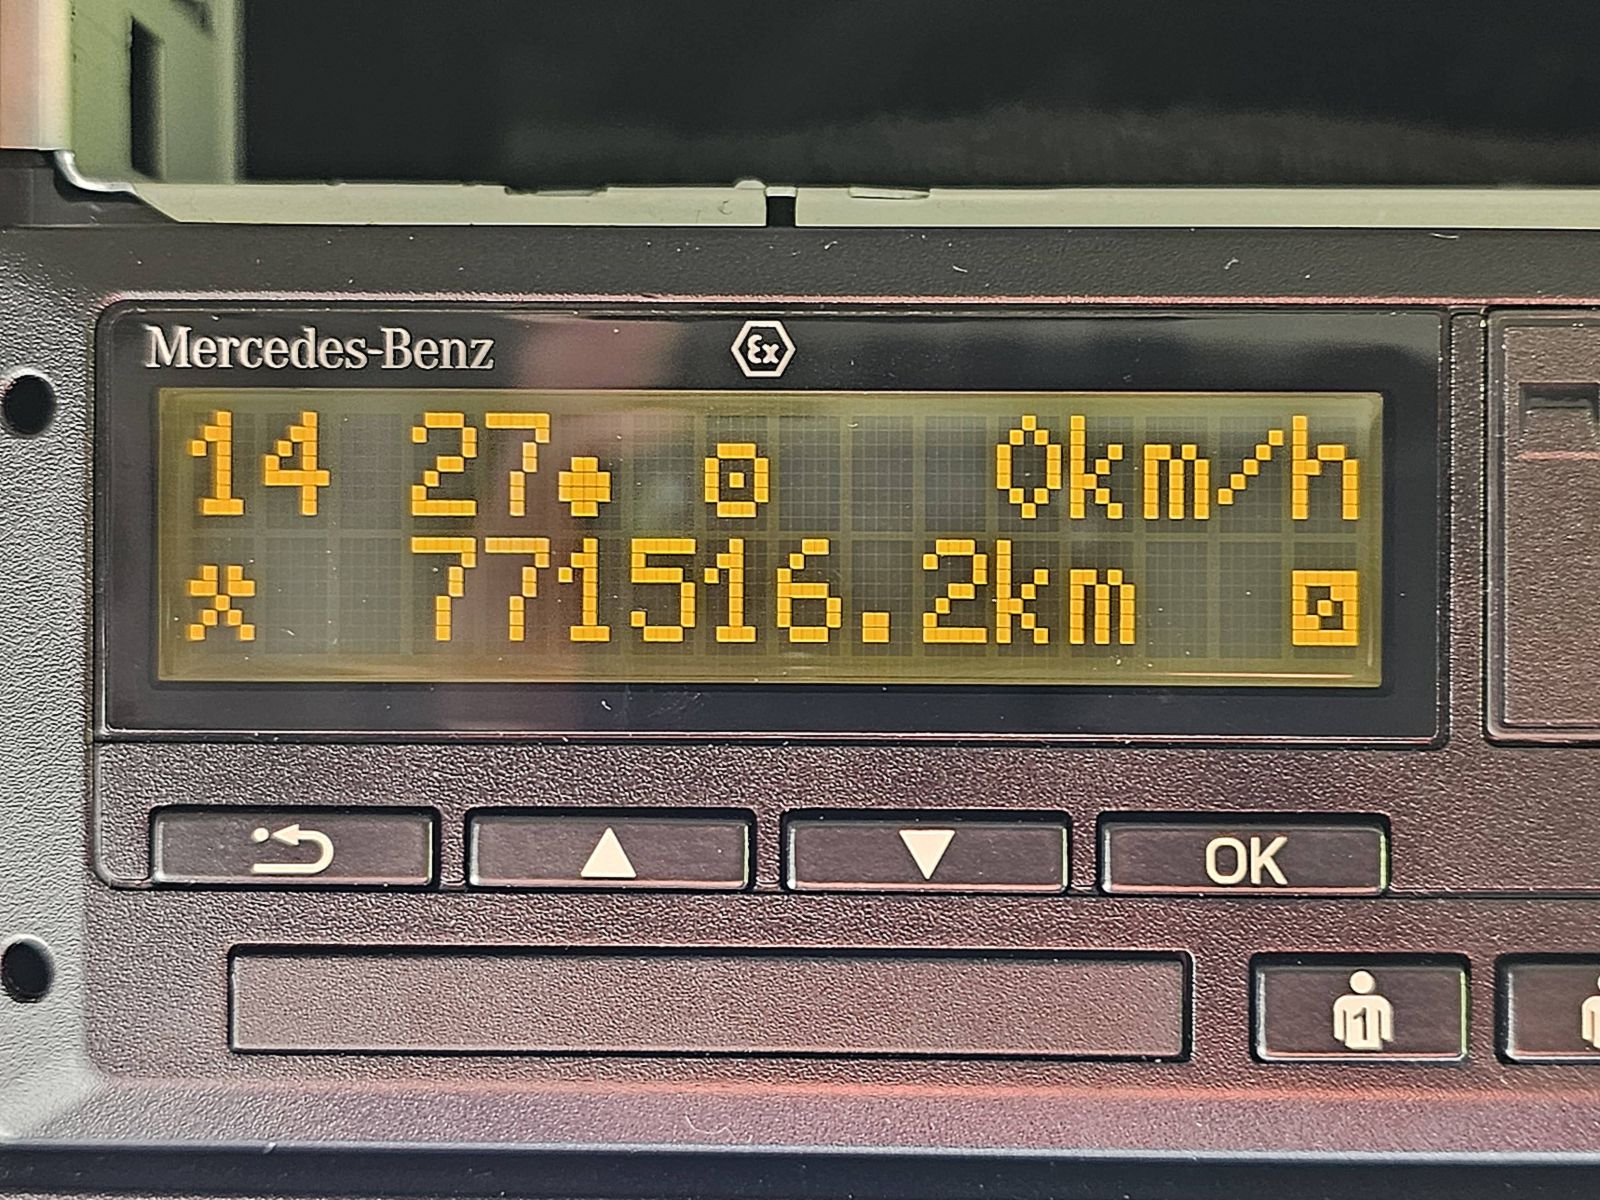 Mercedes-Benz
Ex
14 27 0km/h
771516.2km
OK
1